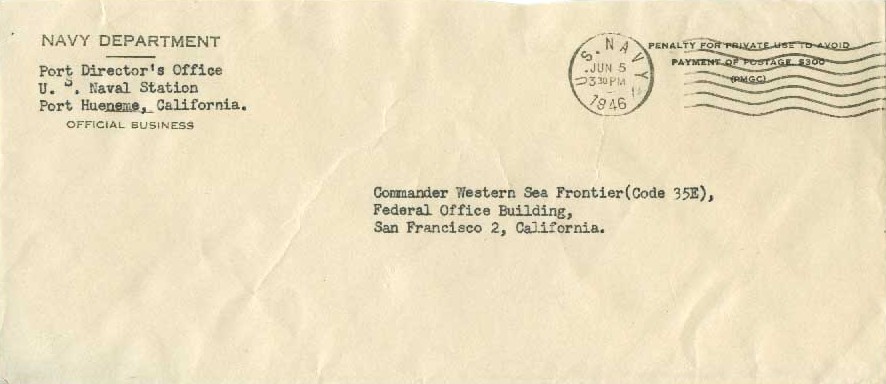 NAVY DEPARTMENT
Port Director's Office
U. S. Naval Station
Port Hueneme, California.
OFFICIAL BUSINESS
U.S. NAVY
JUN 5
3 30 PM
1946
PENALTY FOR PRIVATE USE TO AVOID
PAYMENT OF POSTAGE, $300
(PMGC)
Commander Western Sea Frontier(Code 35E),
Federal Office Building,
San Francisco 2, California.